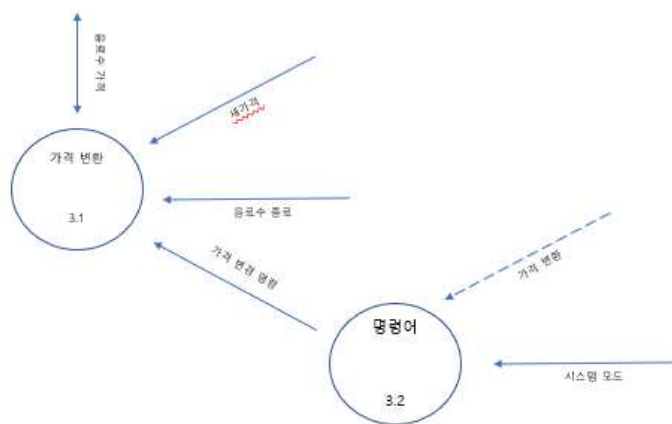 음료수 가격
새가격
가격 변환
3.1
음료수 종류
가격 변경 명령
가격 변환
명령어
시스템 모드
3.2